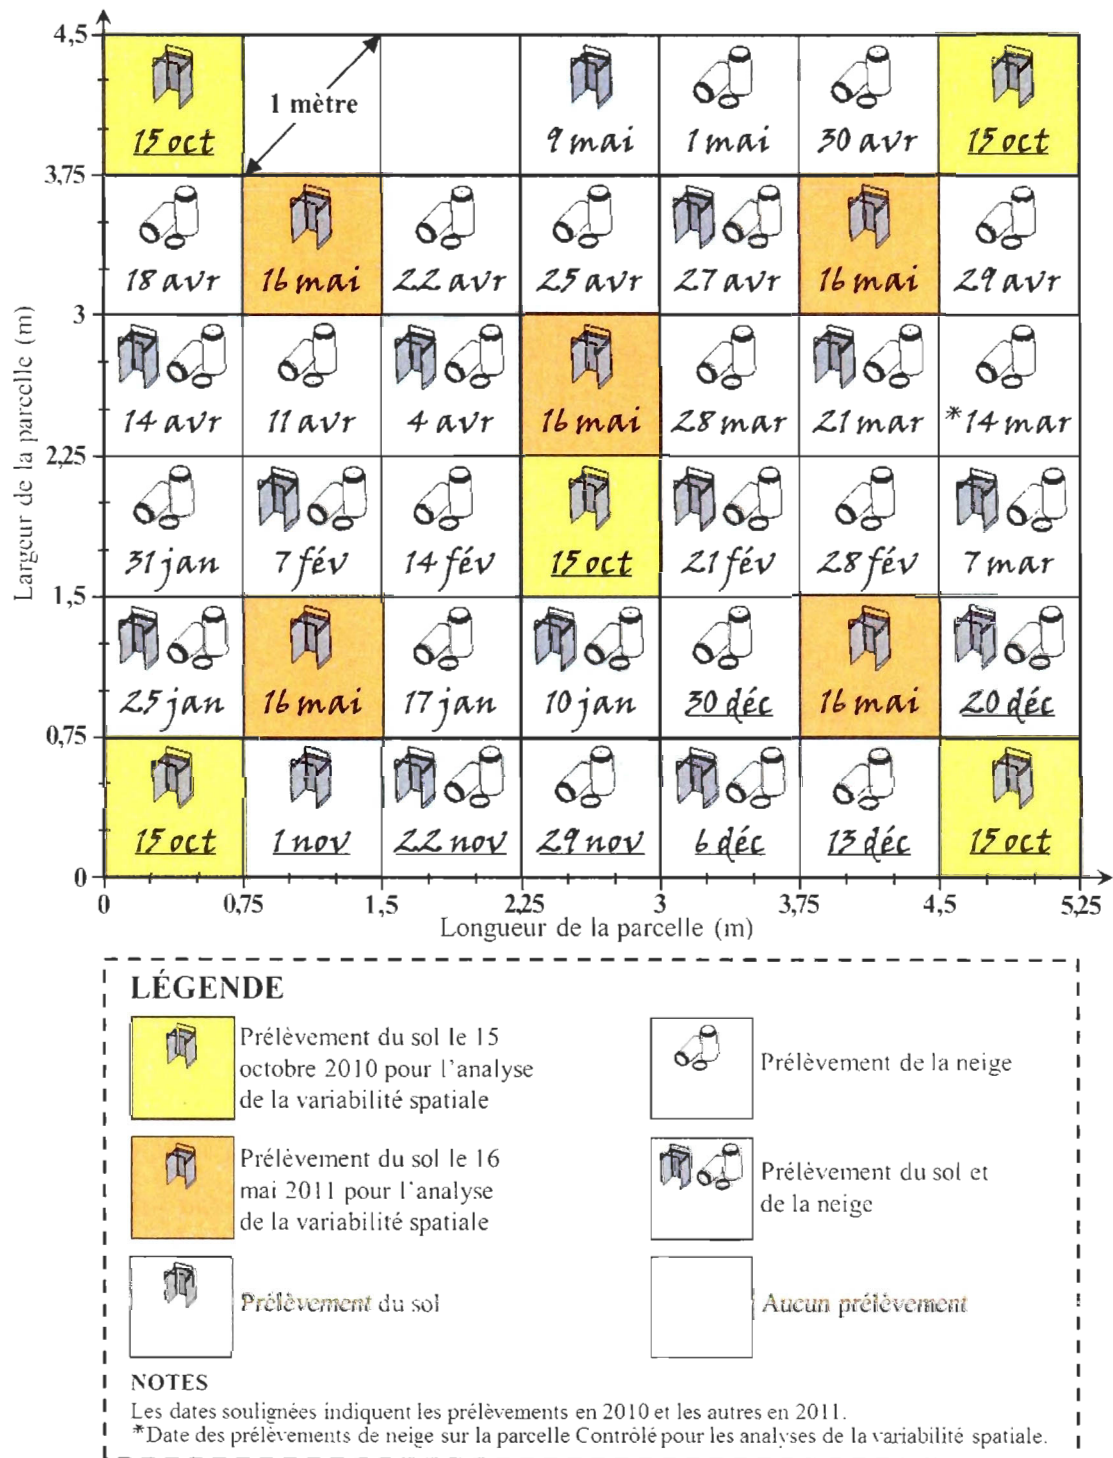 4,5
15 oct
1 mètre
9 mai
1 mai
30 avr
15 oct
3,75
18 avr
16 mai
22 avr
25 avr
27 avr
16 mai
29 avr
3
14 avr
11 avr
4 avr
16 mai
28 mar
21 mar
*14 mar
2,25
31 jan
7 fév
14 fév
15 oct
21 fév
28 fév
7 mar
1,5
25 jan
16 mai
17 jan
10 jan
30 déc
16 mai
20 déc
0,75
15 oct
1 nov
22 nov
29 nov
6 déc
13 déc
15 oct
0
0 0,75 1,5 2,25 3 3,75 4,5 5,25
Largeur de la parcelle (m)
Longueur de la parcelle (m)
LÉGENDE
Prélèvement du sol le 15
octobre 2010 pour l'analyse
de la variabilité spatiale
Prélèvement de la neige
Prélèvement du sol le 16
mai 2011 pour l'analyse
de la variabilité spatiale
Prélèvement du sol et
de la neige
Prélèvement du sol
Aucun prélèvement
NOTES
Les dates soulignées indiquent les prélèvements en 2010 et les autres en 2011.
*Date des prélèvements de neige sur la parcelle Contrôlé pour les analyses de la variabilité spatiale.